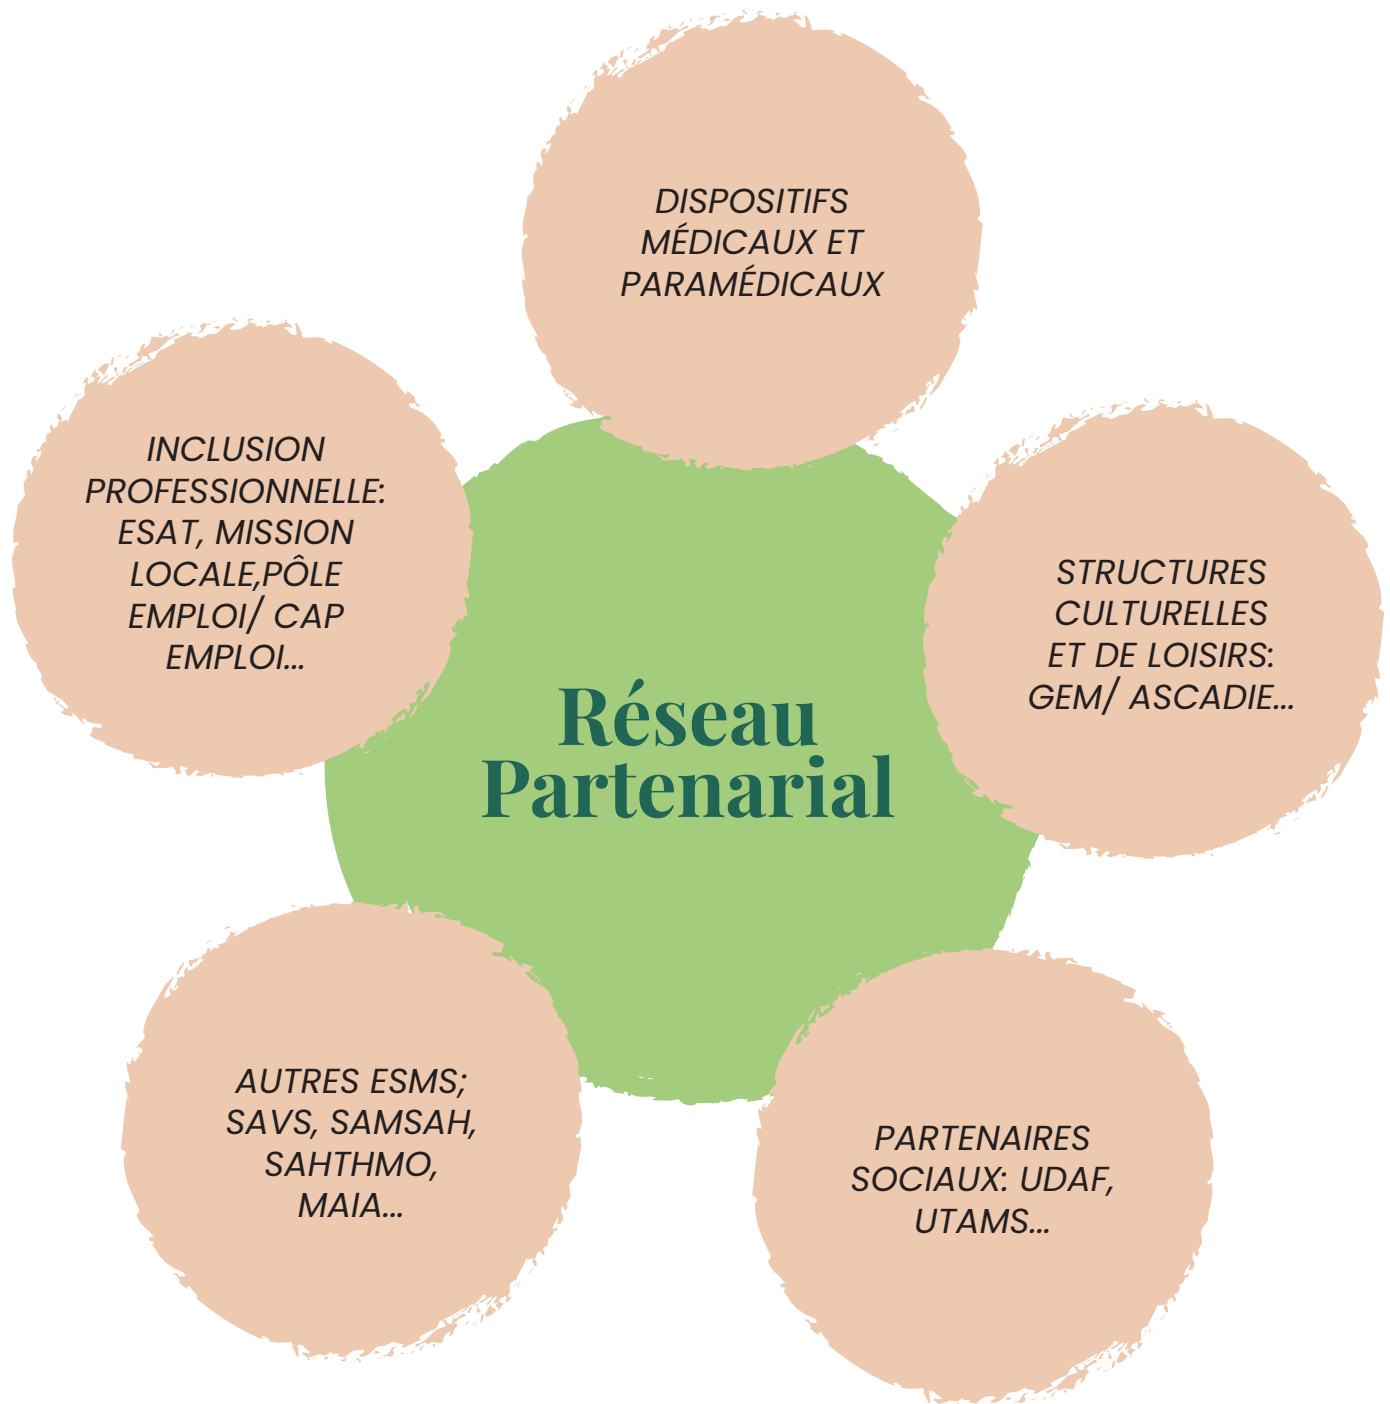 DISPOSITIFS
MÉDICAUX ET
PARAMÉDICAUX
INCLUSION
PROFESSIONNELLE:
ESAT, MISSION
LOCALE,PÔLE
EMPLOI/ CAP
EMPLOI...
STRUCTURES
CULTURELLES
ET DE LOISIRS:
GEM/ ASCADIE...
Réseau
Partenarial
AUTRES ESMS;
SAVS, SAMSAH,
SAHTHMO,
MAIA...
PARTENAIRES
SOCIAUX: UDAF,
UTAMS...